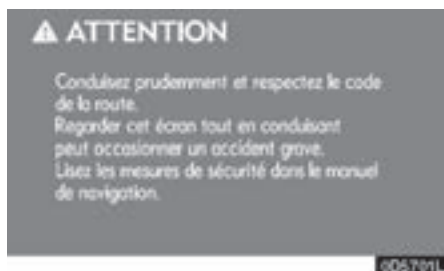 ATTENTION
Conduisez prudemment et respectez le code
de la route.
Regarder cet écran tout en conduisant
peut occasionner un accident grave.
Lisez les mesures de sécurité dans le manuel
de navigation.